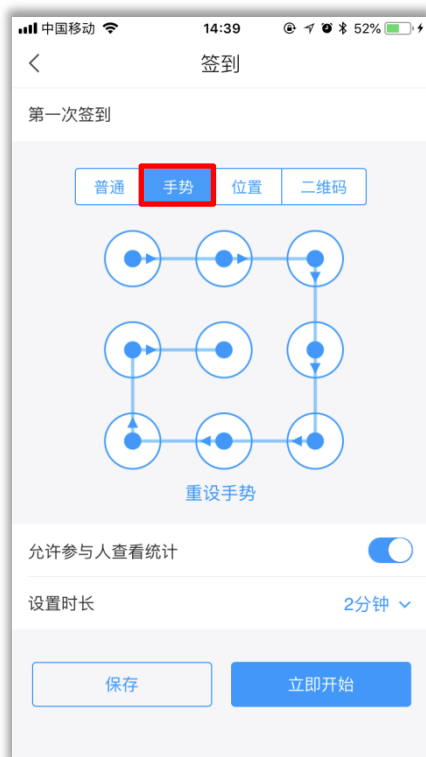 中国移动 14:39 52%
签到
第一次签到
普通 手势 位置 二维码
重设手势
允许参与人查看统计
设置时长 2分钟
保存 立即开始